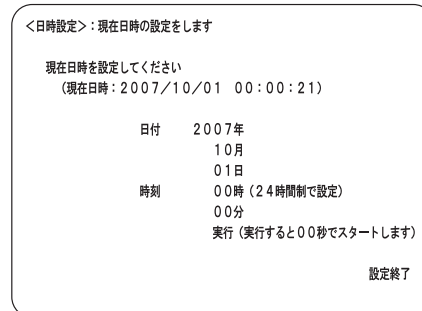 ＜日時設定＞：現在日時の設定をします
現在日時を設定してください
（現在日時：２００７／１０／０１　００：００：２１）
日付　２００７年
１０月
０１日
時刻　００時（２４時間制で設定）
００分
実行（実行すると００秒でスタートします）
設定終了